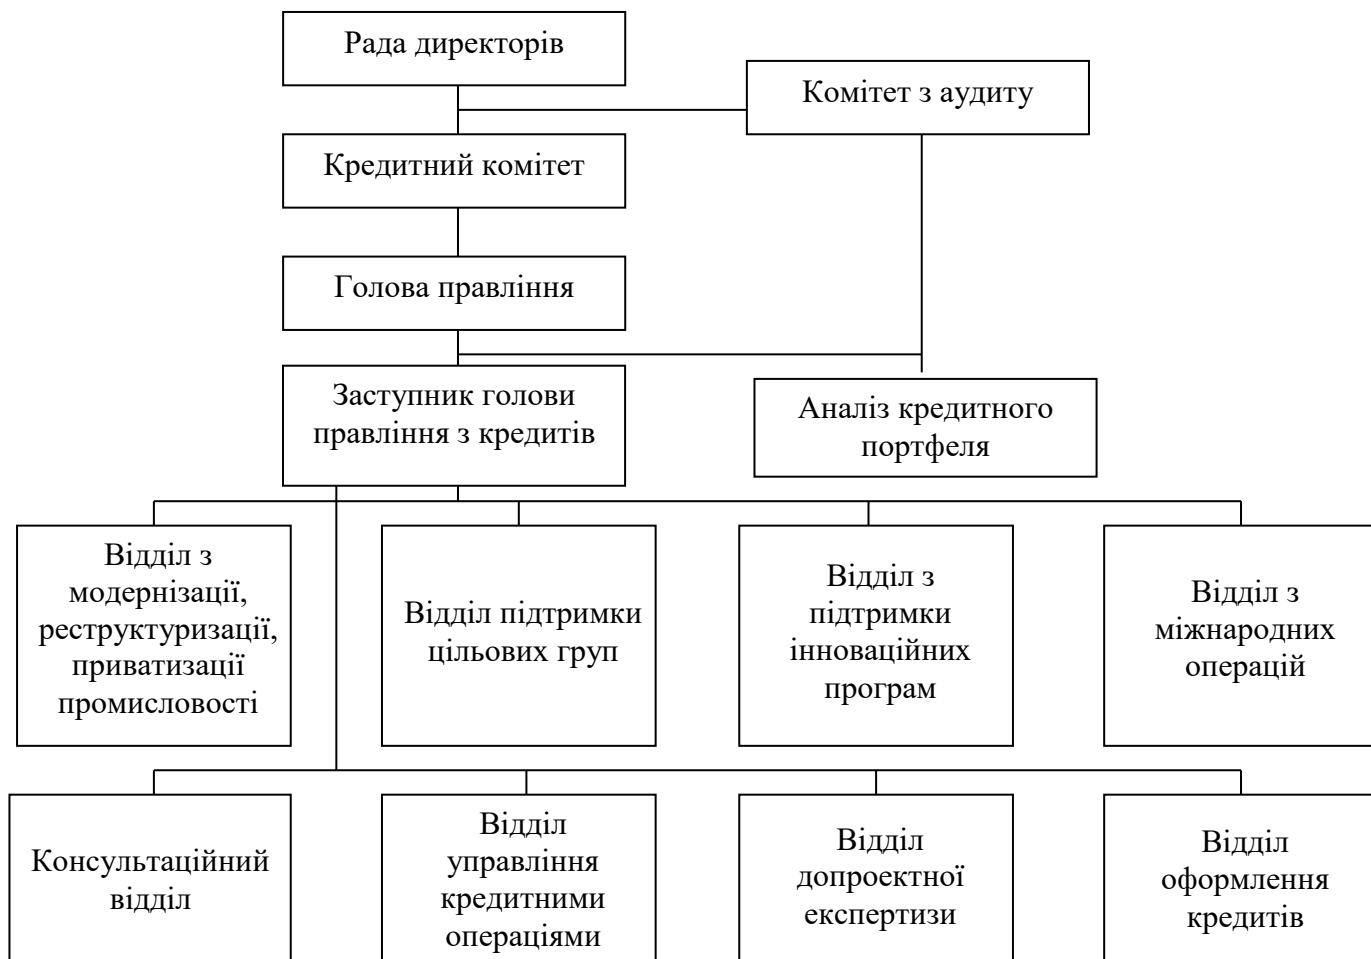 Рада директорів
Комітет з аудиту
Кредитний комітет
Голова правління
Заступник голови
правління з кредитів
Аналіз кредитного
портфеля
Відділ з
модернізації,
реструктуризації,
приватизації
промисловості
Відділ підтримки
цільових груп
Відділ з
підтримки
інноваційних
програм
Відділ з
міжнародних
операцій
Консультаційний
відділ
Відділ
управління
кредитними
операціями
Відділ
допроектної
експертизи
Відділ
оформлення
кредитів